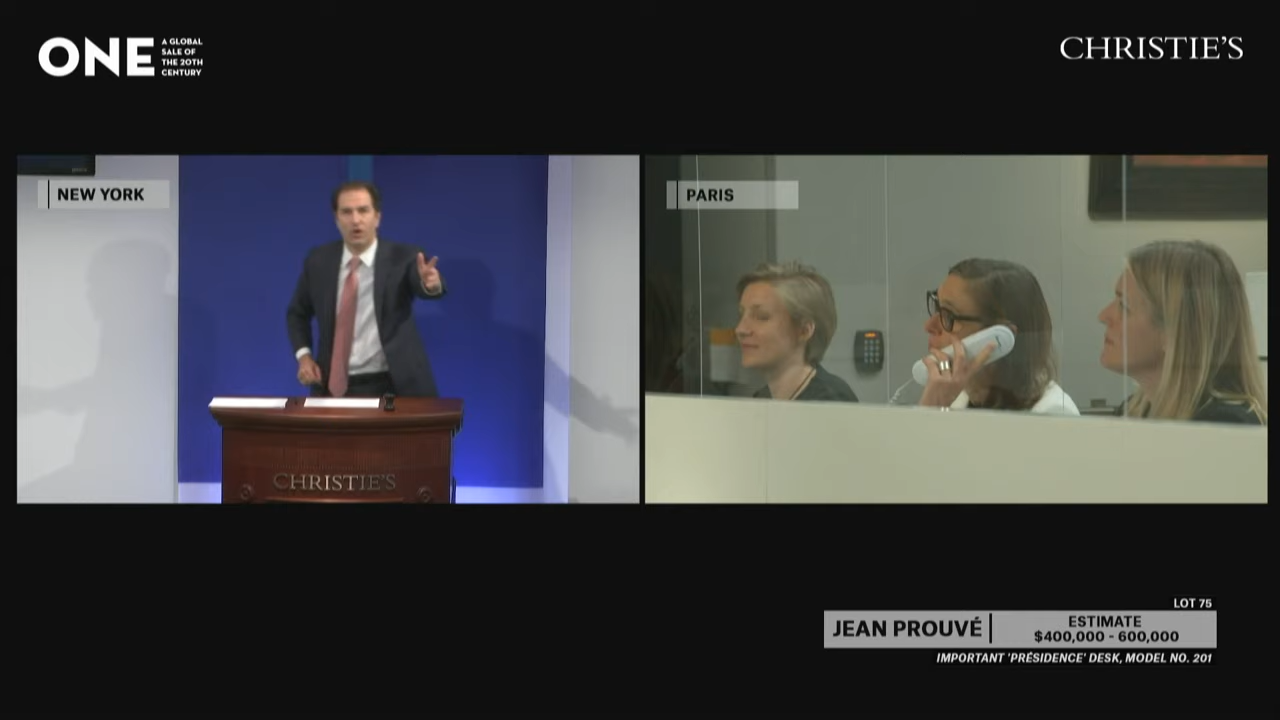 ONE
A GLOBAL
SALE OF
THE 20TH
CENTURY
CHRISTIE'S
NEW YORK
PARIS
CHRISTIE'S
LOT 75
JEAN PROUVÉ
ESTIMATE
$400,000 - 600,000
IMPORTANT 'PRÉSIDENCE' DESK, MODEL NO. 201